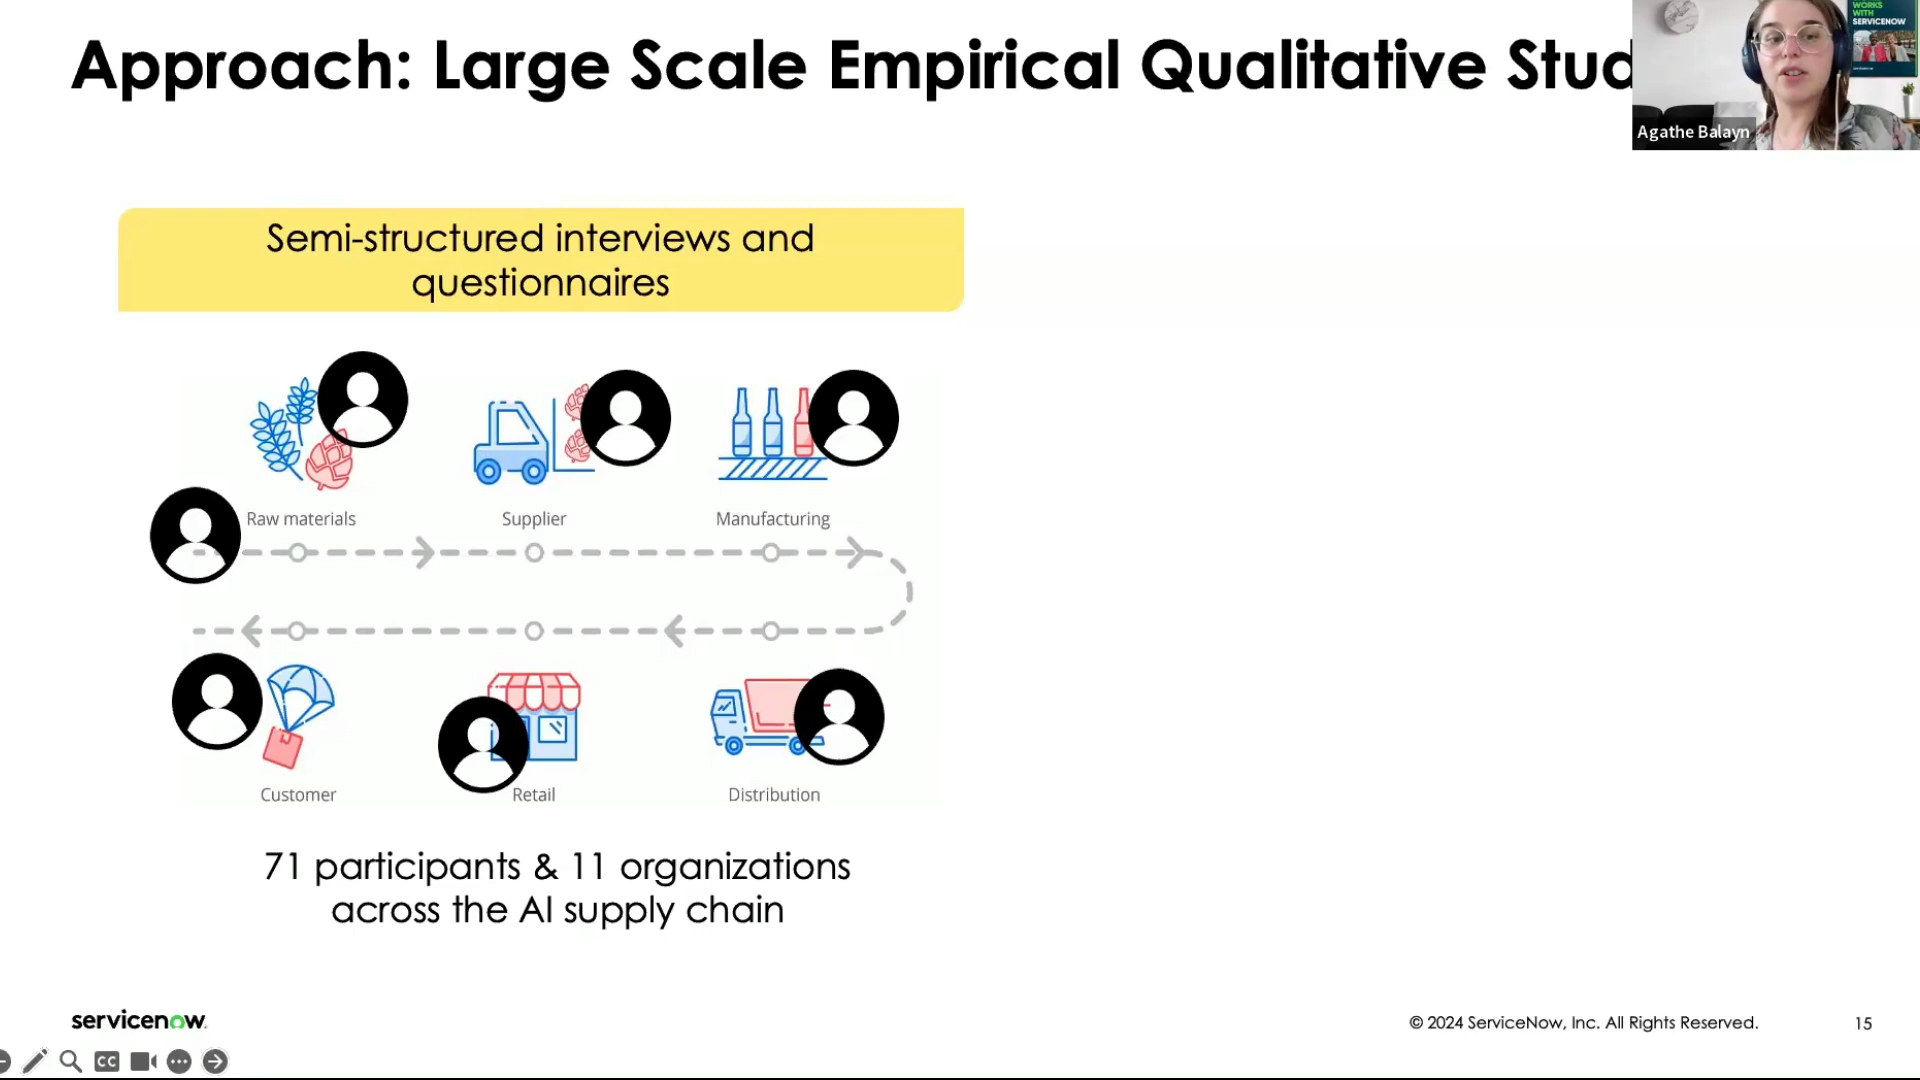 Approach: Large Scale Empirical Qualitative Stud
WORKS
WITH
SERVICENOW
Agathe Balayn
Semi-structured interviews and
questionnaires
Raw materials
Supplier
Manufacturing
Customer
Retail
Distribution
71 participants & 11 organizations
across the AI supply chain
servicenow
© 2024 ServiceNow, Inc. All Rights Reserved.
15
CC